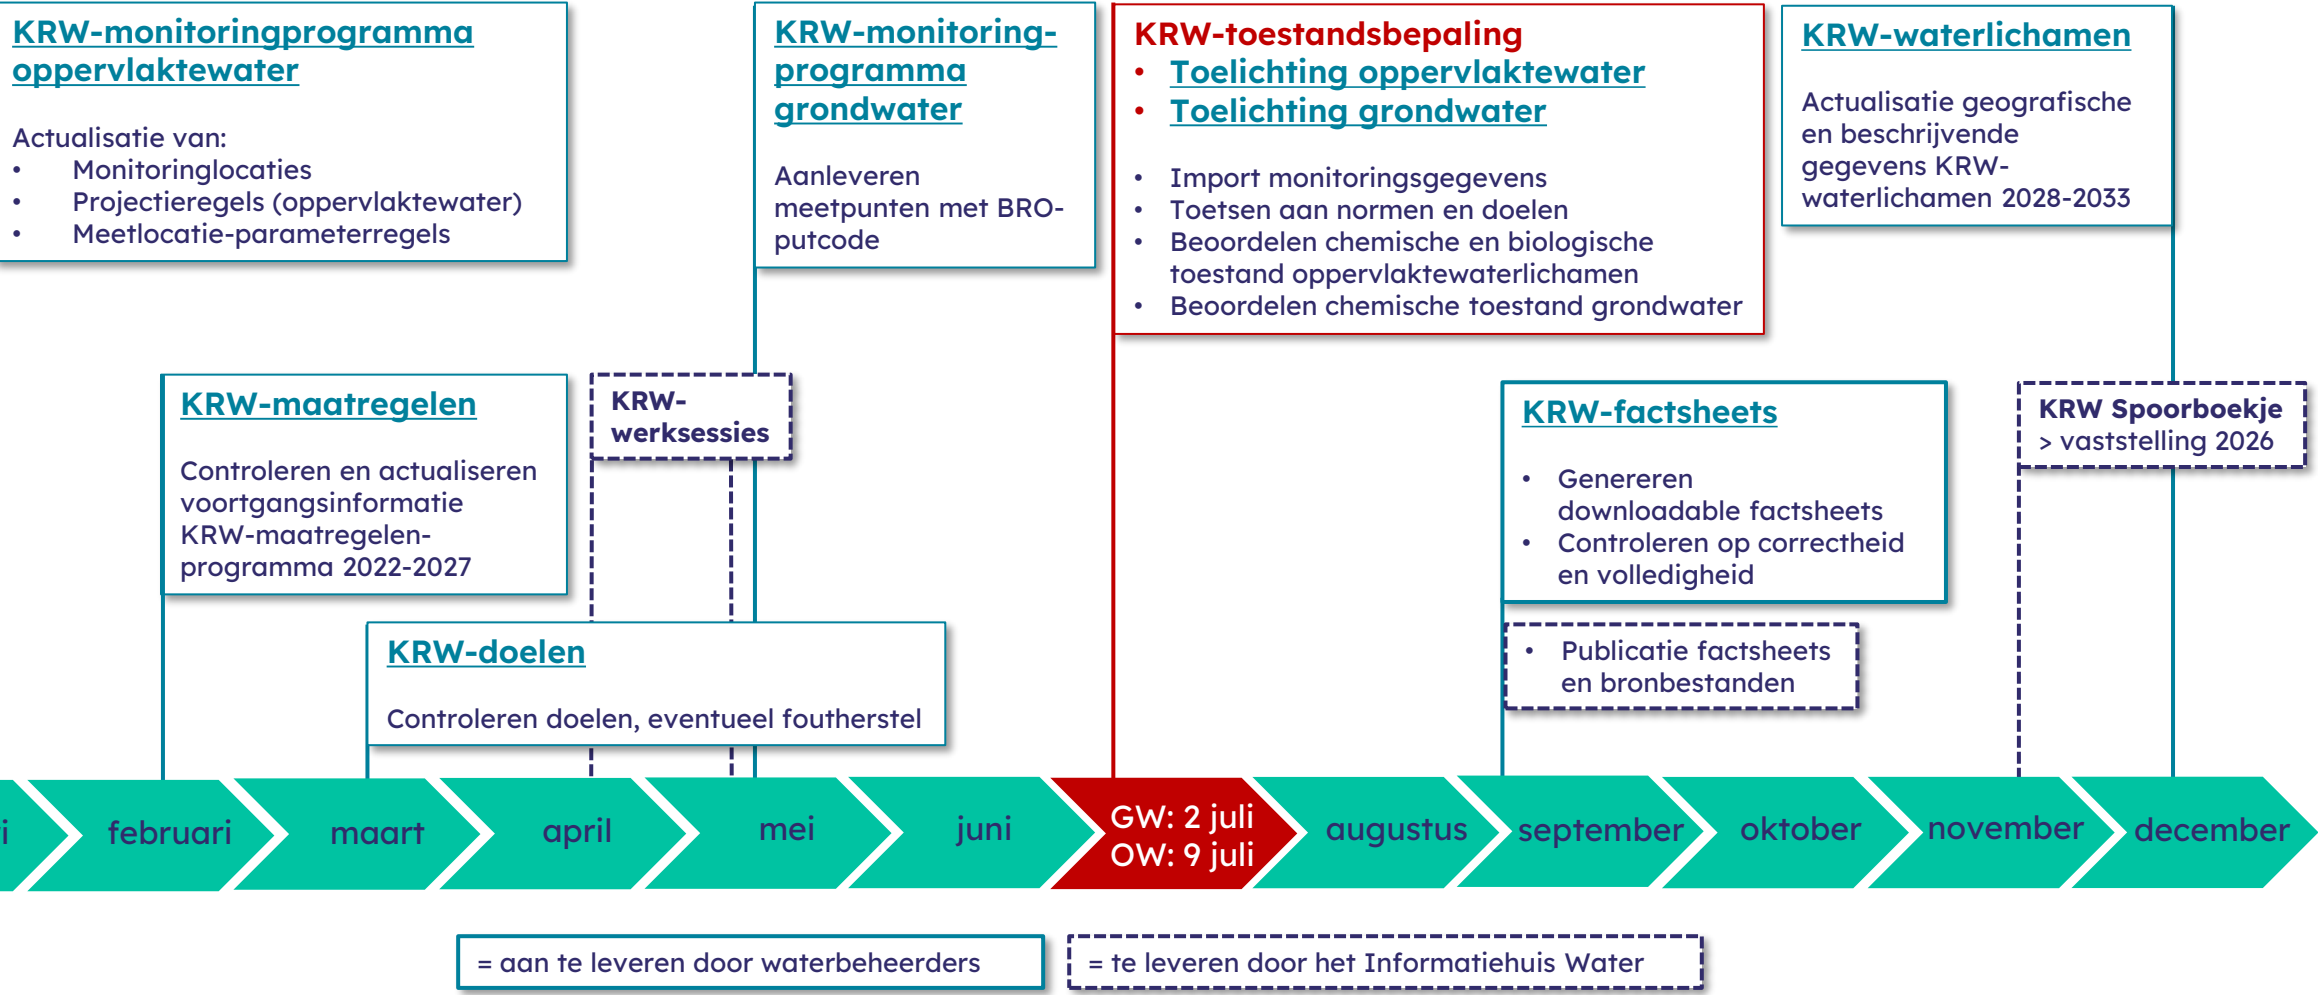 KRW-monitoringprogramma
oppervlaktewater
Actualisatie van:
• Monitoringlocaties
• Projectieregels (oppervlaktewater)
• Meetlocatie-parameterregels
KRW-monitoring-
programma
grondwater
Aanleveren
meetpunten met BRO-
putcode
KRW-toestandsbepaling
• Toelichting oppervlaktewater
• Toelichting grondwater
• Import monitoringsgegevens
• Toetsen aan normen en doelen
• Beoordelen chemische en biologische
toestand oppervlaktewaterlichamen
• Beoordelen chemische toestand grondwater
KRW-waterlichamen
Actualisatie geografische
en beschrijvende
gegevens KRW-
waterlichamen 2028-2033
KRW-maatregelen
Controleren en actualiseren
voortgangsinformatie
KRW-maatregelen-
programma 2022-2027
KRW-
werksessies
KRW-factsheets
• Genereren
downloadable factsheets
• Controleren op correctheid
en volledigheid
KRW Spoorboekje
> vaststelling 2026
KRW-doelen
Controleren doelen, eventueel foutherstel
• Publicatie factsheets
en bronbestanden
februari
maart
april
mei
juni
GW: 2 juli
OW: 9 juli
augustus
september
oktober
november
december
= aan te leveren door waterbeheerders
= te leveren door het Informatiehuis Water